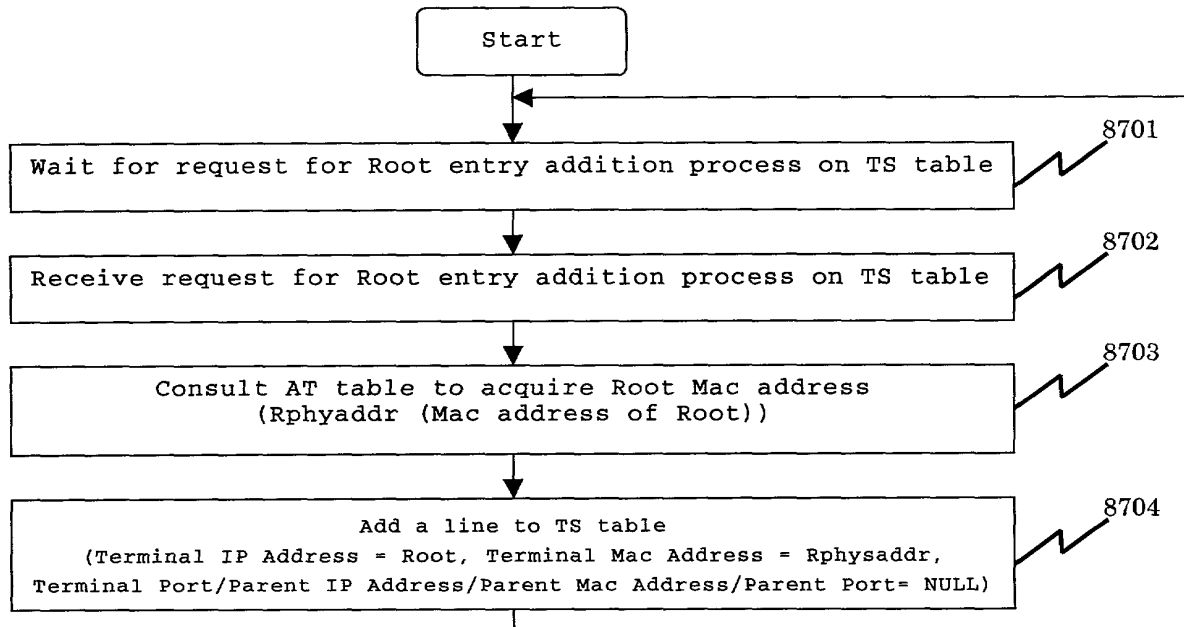 Start
8701
Wait for request for Root entry addition process on TS table
8702
Receive request for Root entry addition process on TS table
8703
Consult AT table to acquire Root Mac address
(Rphyaddr (Mac address of Root))
8704
Add a line to TS table
(Terminal IP Address = Root, Terminal Mac Address = Rphysaddr,
Terminal Port/Parent IP Address/Parent Mac Address/Parent Port= NULL)